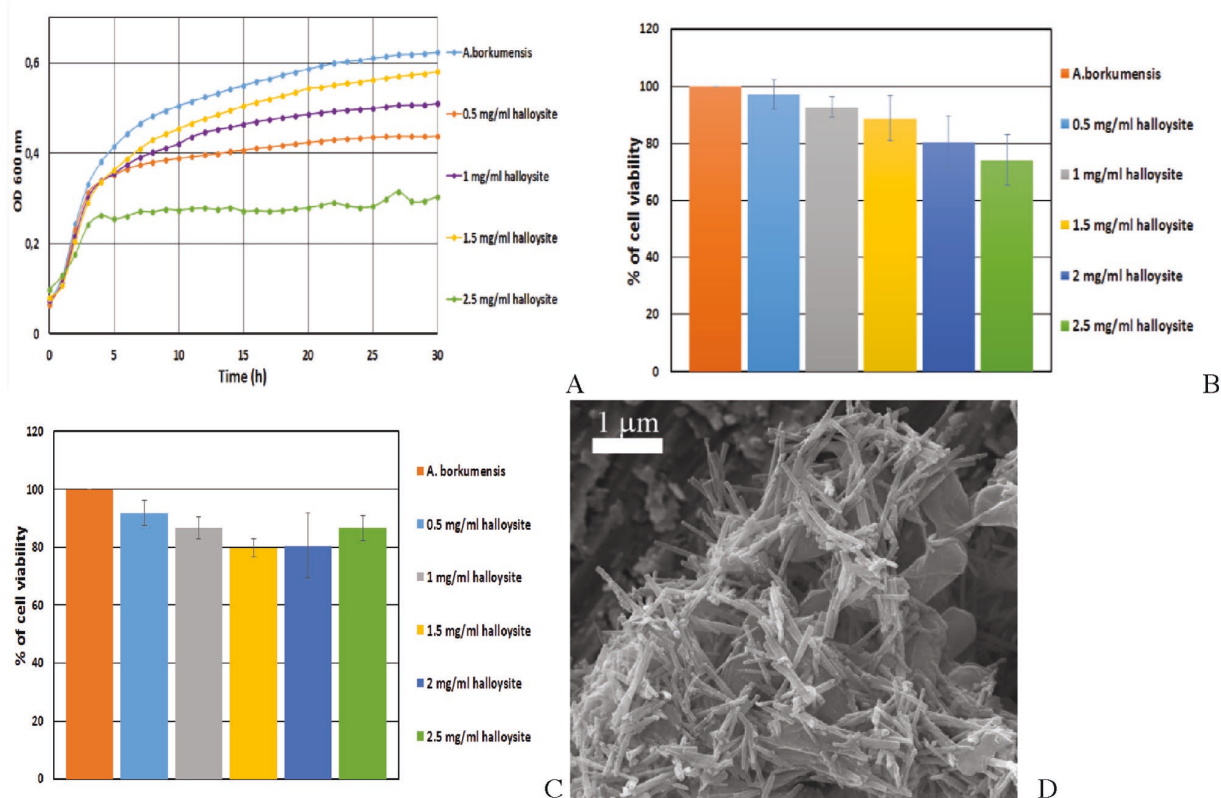 0,6
0,4
0,2
0
OD 600 nm
0 5 10 15 20 25 30
Time (h)
A.borkumensis
0.5 mg/ml halloysite
1 mg/ml halloysite
1.5 mg/ml halloysite
2.5 mg/ml halloysite
A
120
100
80
60
40
20
0
% of cell viability
A.borkumensis
0.5 mg/ml halloysite
1 mg/ml halloysite
1.5 mg/ml halloysite
2 mg/ml halloysite
2.5 mg/ml halloysite
B
120
100
80
60
40
20
0
% of cell viability
A. borkumensis
0.5 mg/ml halloysite
1 mg/ml halloysite
1.5 mg/ml halloysite
2 mg/ml halloysite
2.5 mg/ml halloysite
C
1 μm
D